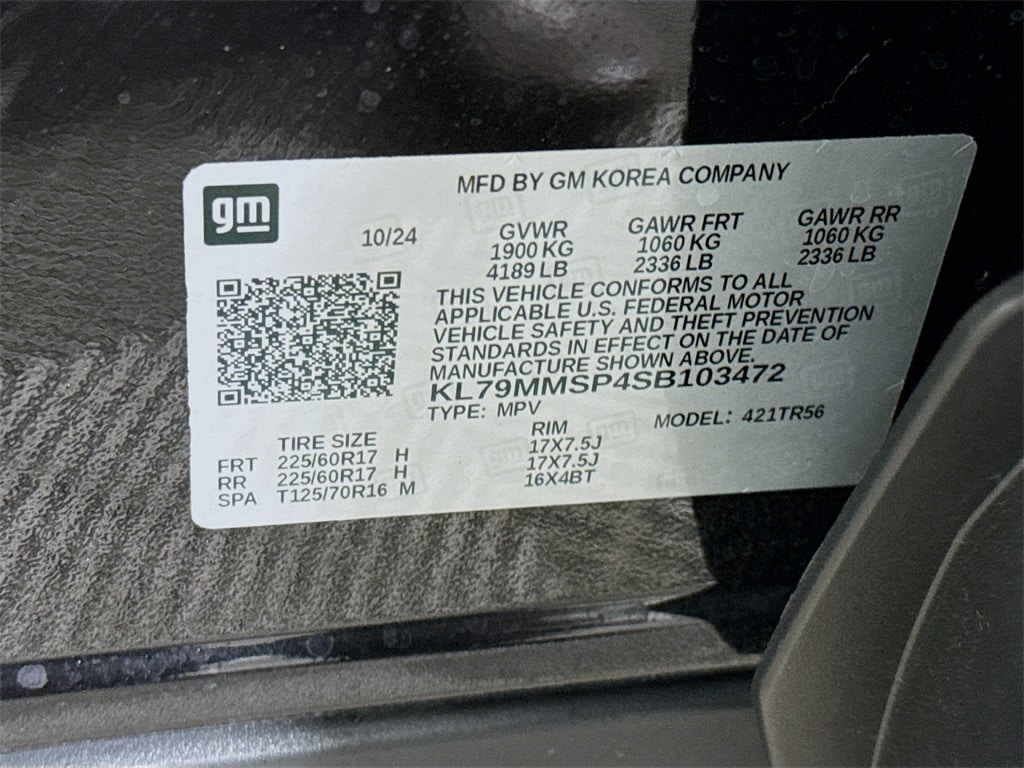 gm
MFD BY GM KOREA COMPANY
10/24
GVWR GAWR FRT GAWR RR
1900 KG 1060 KG 1060 KG
4189 LB 2336 LB 2336 LB
THIS VEHICLE CONFORMS TO ALL
APPLICABLE U.S. FEDERAL MOTOR
VEHICLE SAFETY AND THEFT PREVENTION
STANDARDS IN EFFECT ON THE DATE OF
MANUFACTURE SHOWN ABOVE.
KL79MMSP4SB103472
TYPE: MPV MODEL: 421TR56
TIRE SIZE RIM
FRT 225/60R17 H 17X7.5J
RR 225/60R17 H 17X7.5J
SPA T125/70R16 M 16X4BT